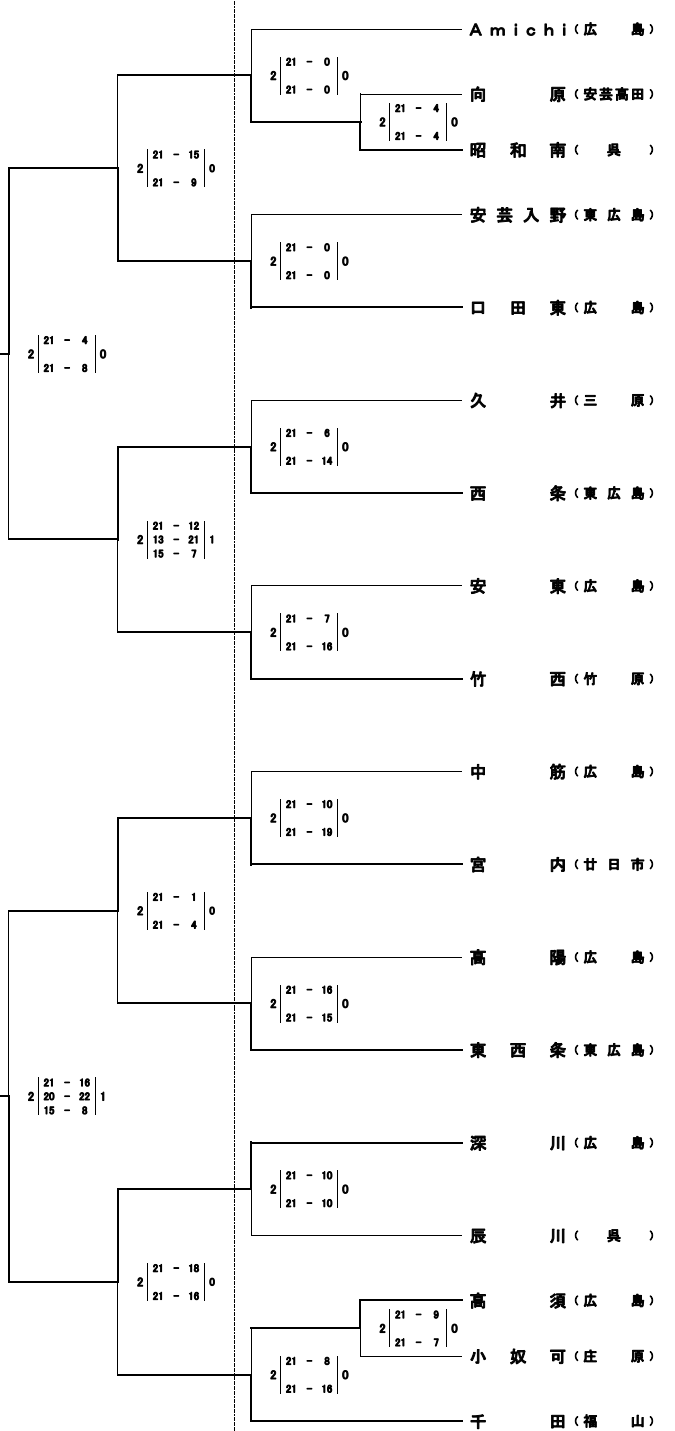 Ａｍｉｃｈｉ（広　島）
2 21 － 0 0
21 － 0
向　原（安芸高田）
2 21 － 4 0
21 － 4
昭和南（呉）
2 21 － 15 0
21 － 9
安芸入野（東広島）
2 21 － 0 0
21 － 0
口田東（広　島）
2 21 － 4 0
21 － 8
久　井（三　原）
2 21 － 6 0
21 － 14
西　条（東広島）
2 21 － 12 1
13 － 21
15 － 7
安　東（広　島）
2 21 － 7 0
21 － 16
竹　西（竹　原）
中　筋（広　島）
2 21 － 10 0
21 － 19
宮　内（廿日市）
2 21 － 1 0
21 － 4
高　陽（広　島）
2 21 － 16 0
21 － 15
東西条（東広島）
2 21 － 16 1
20 － 22
15 － 8
深　川（広　島）
2 21 － 10 0
21 － 10
辰　川（呉）
2 21 － 18 0
21 － 16
高　須（広　島）
2 21 － 9 0
21 － 7
小奴可（庄　原）
2 21 － 8 0
21 － 16
千　田（福　山）